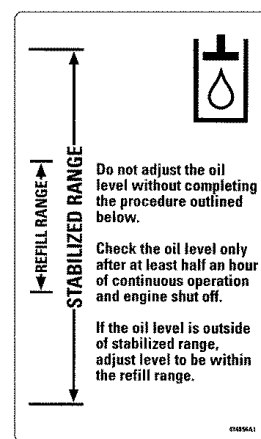 REFILL RANGE
STABILIZED RANGE
Do not adjust the oil
level without completing
the procedure outlined
below.
Check the oil level only
after at least half an hour
of continuous operation
and engine shut off.
If the oil level is outside
of stabilized range,
adjust level to be within
the refill range.